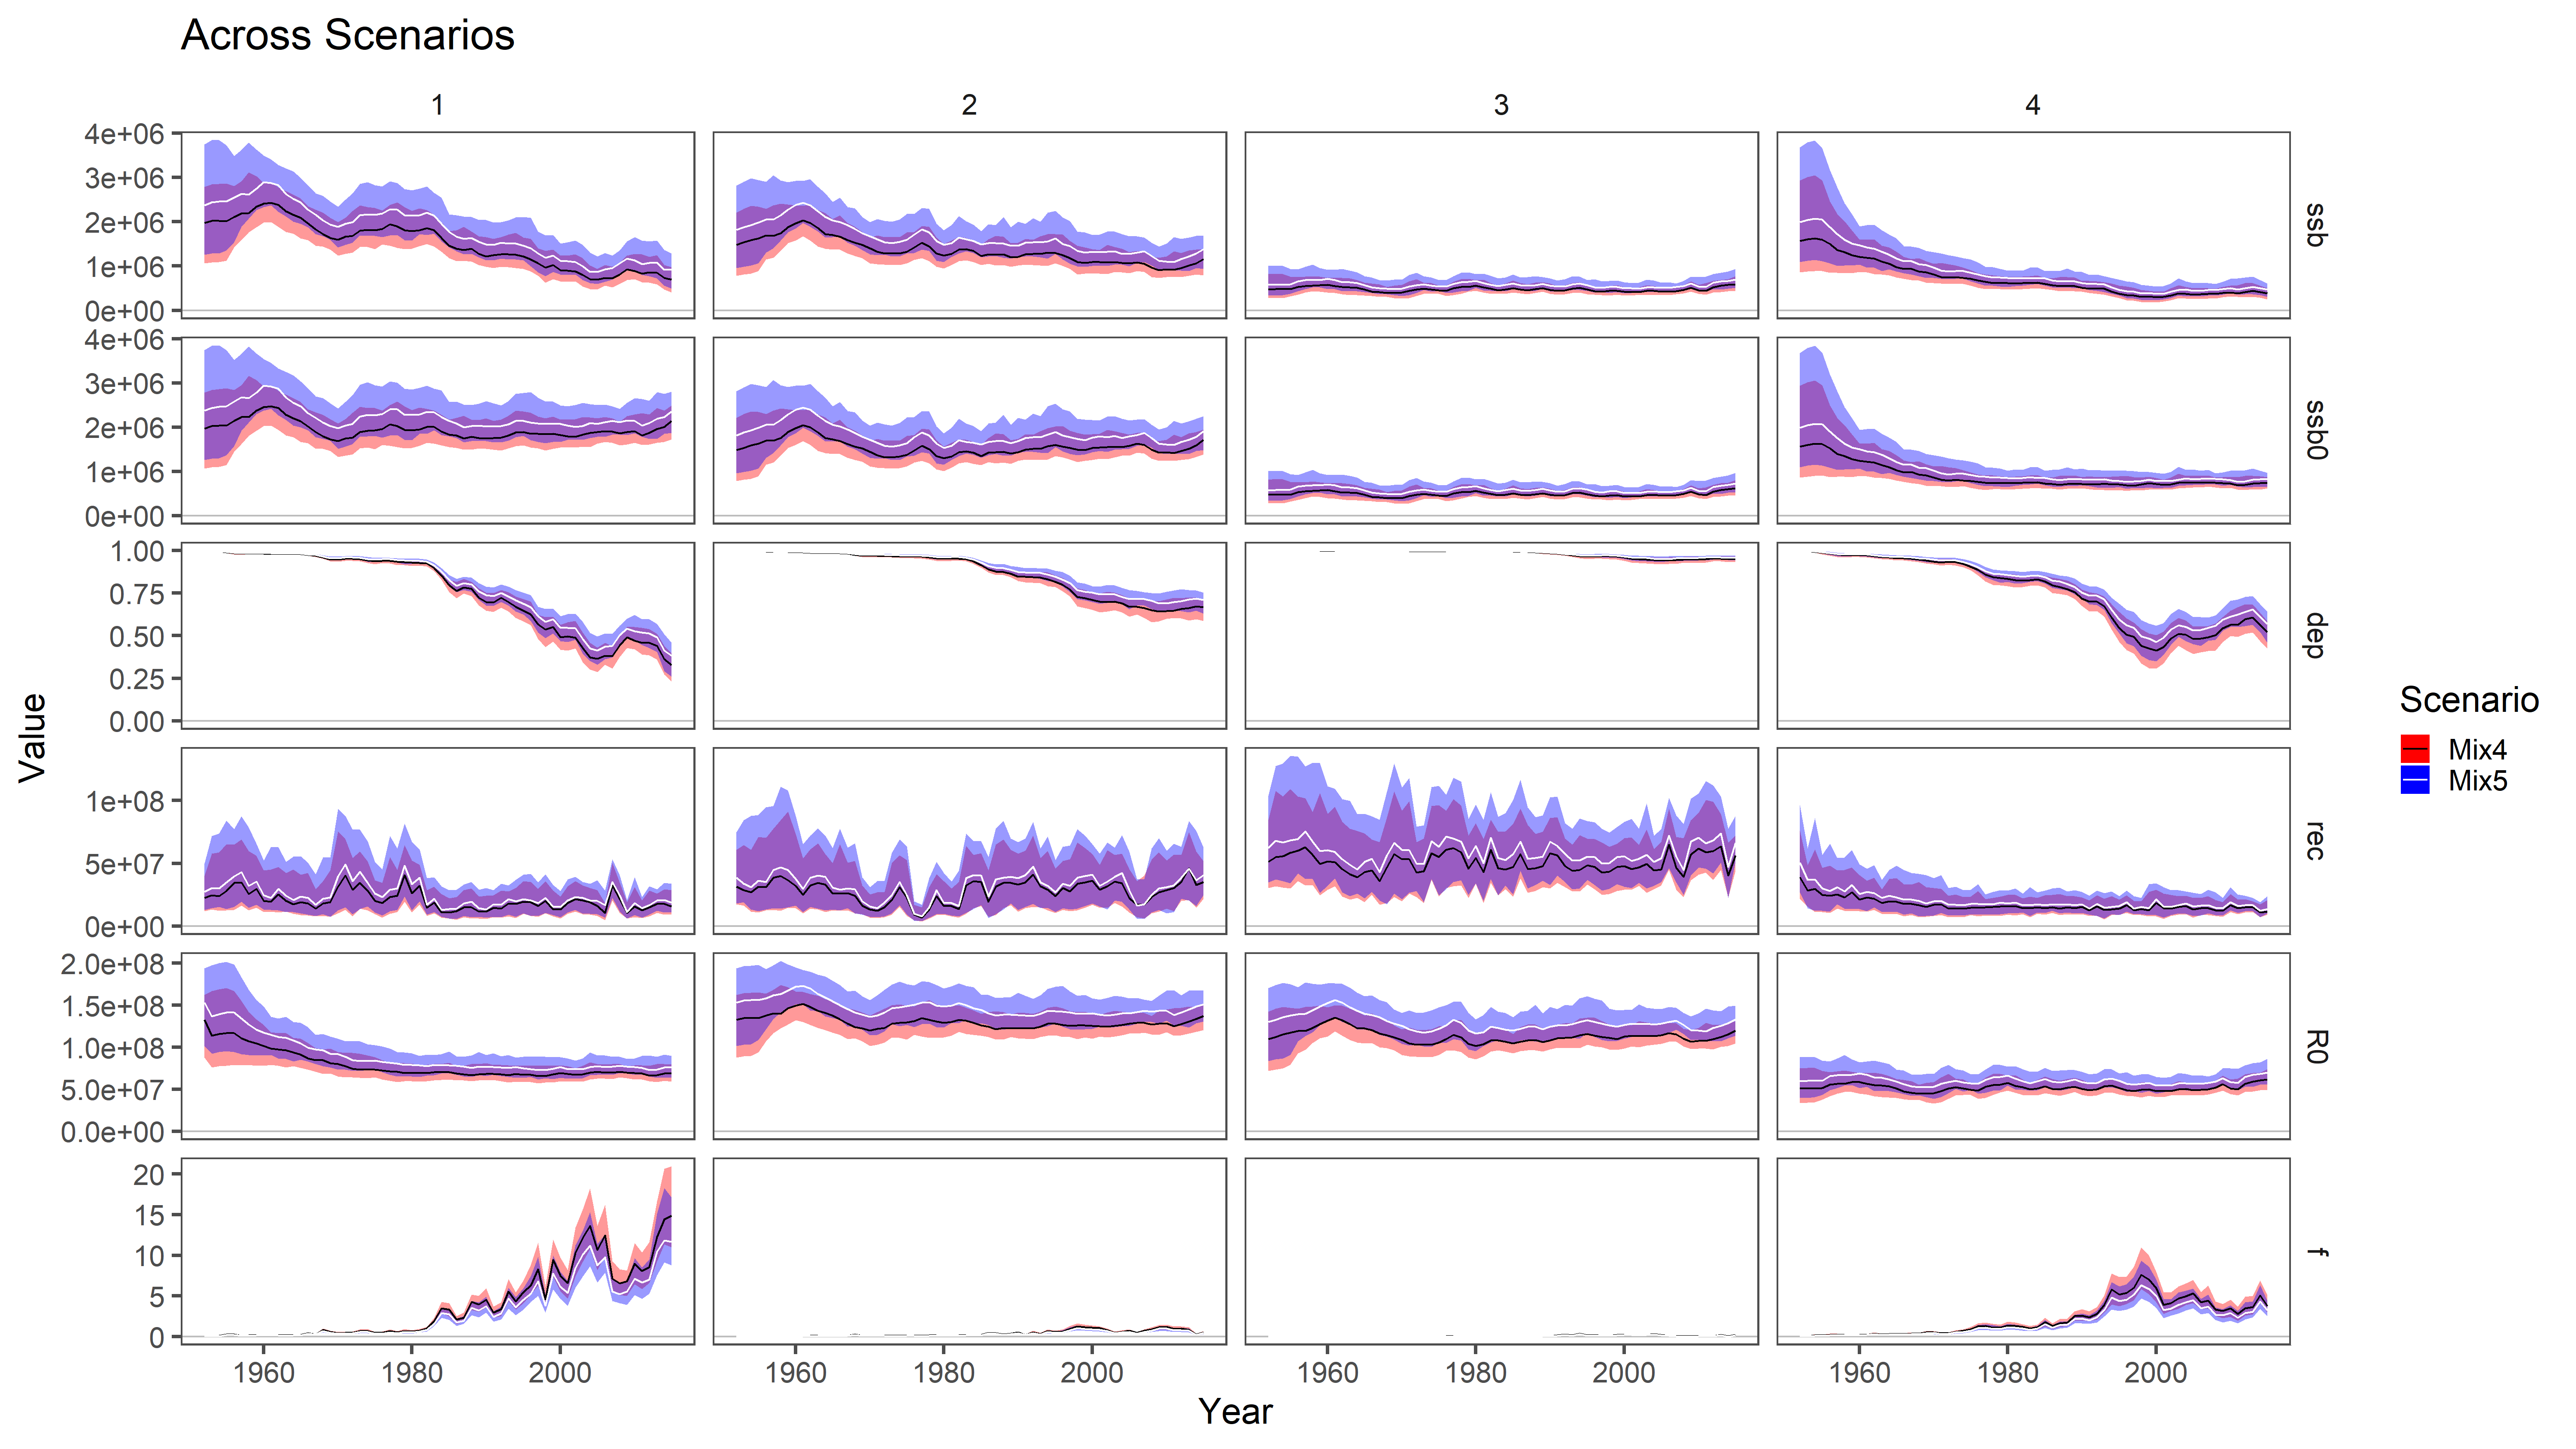 Across Scenarios
1 2 3 4
4e+06
3e+06
2e+06
1e+06
0e+00
ssb
4e+06
3e+06
2e+06
1e+06
0e+00
ssb0
1.00
0.75
0.50
0.25
0.00
dep
1e+08
5e+07
0e+00
rec
2.0e+08
1.5e+08
1.0e+08
5.0e+07
0.0e+00
R0
20
15
10
5
0
f
1960 1980 2000 1960 1980 2000 1960 1980 2000 1960 1980 2000
Year
Value
Scenario
Mix4
Mix5